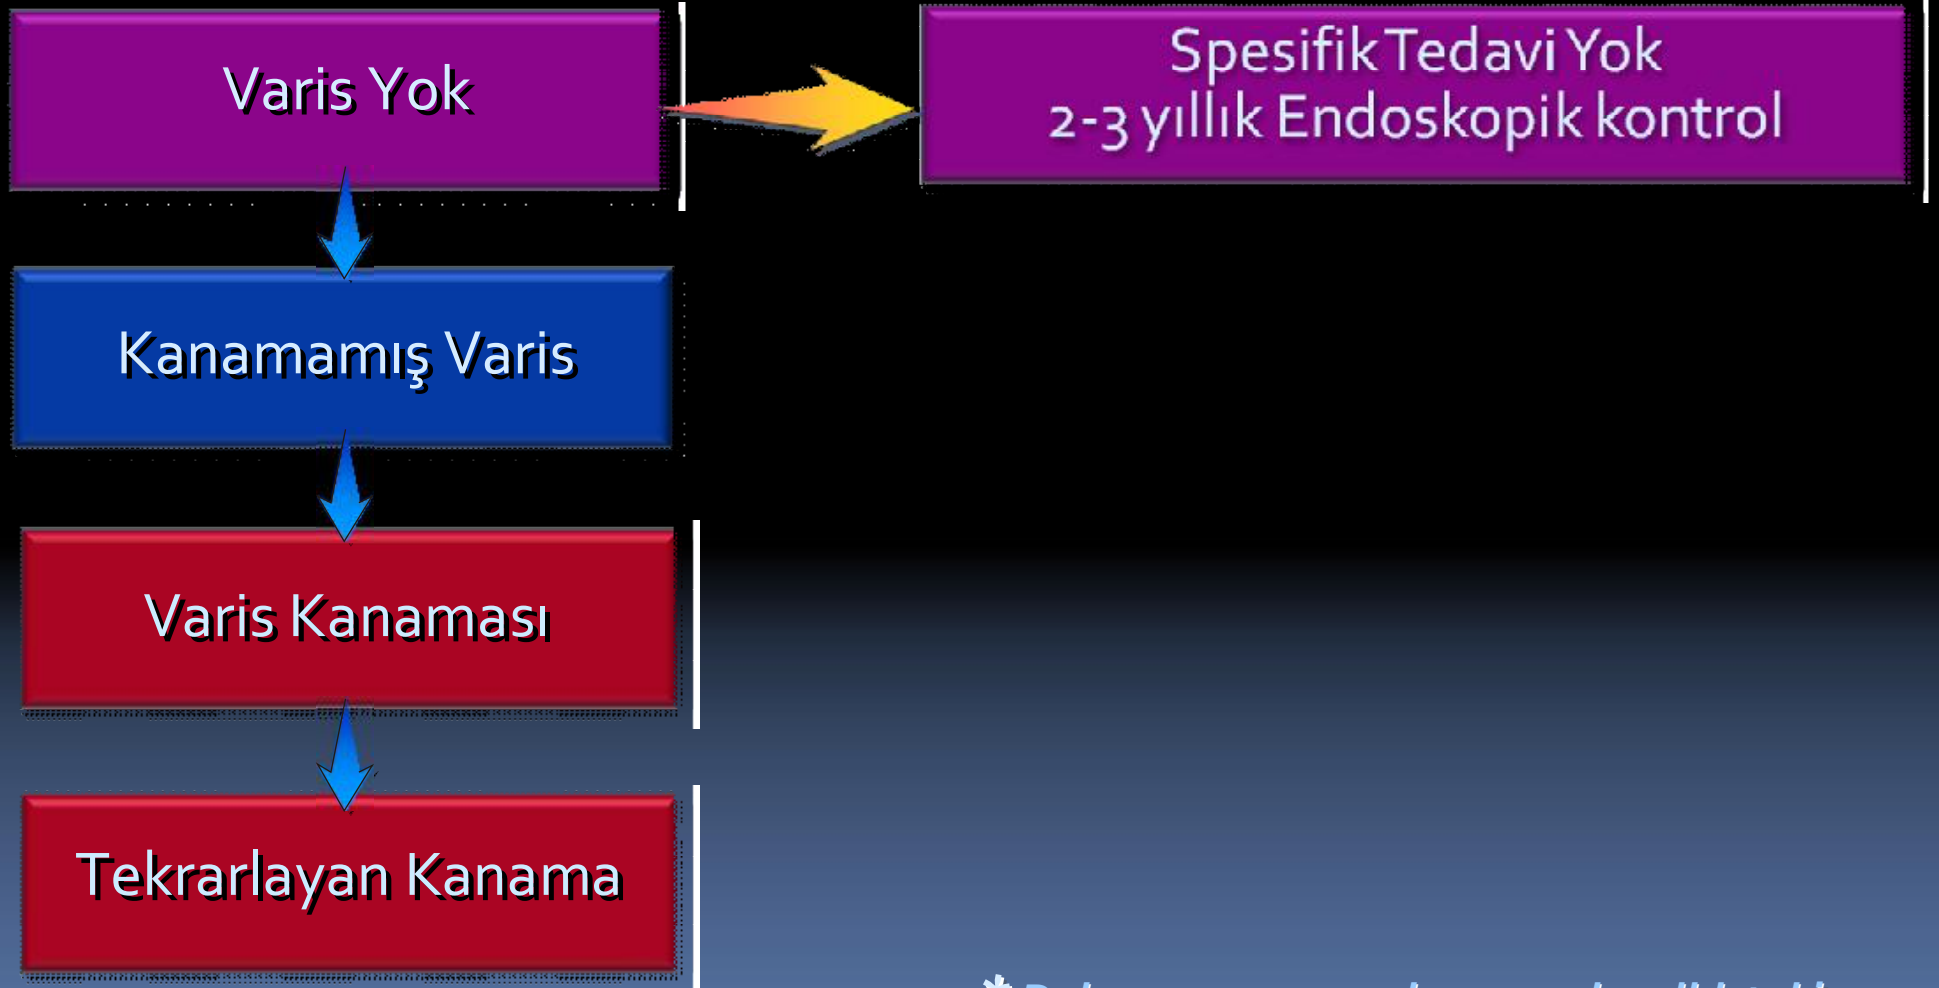 Varis Yok
Spesifik Tedavi Yok
2-3 yıllık Endoskopik kontrol
Kanamamış Varis
Varis Kanaması
Tekrarlayan Kanama
*